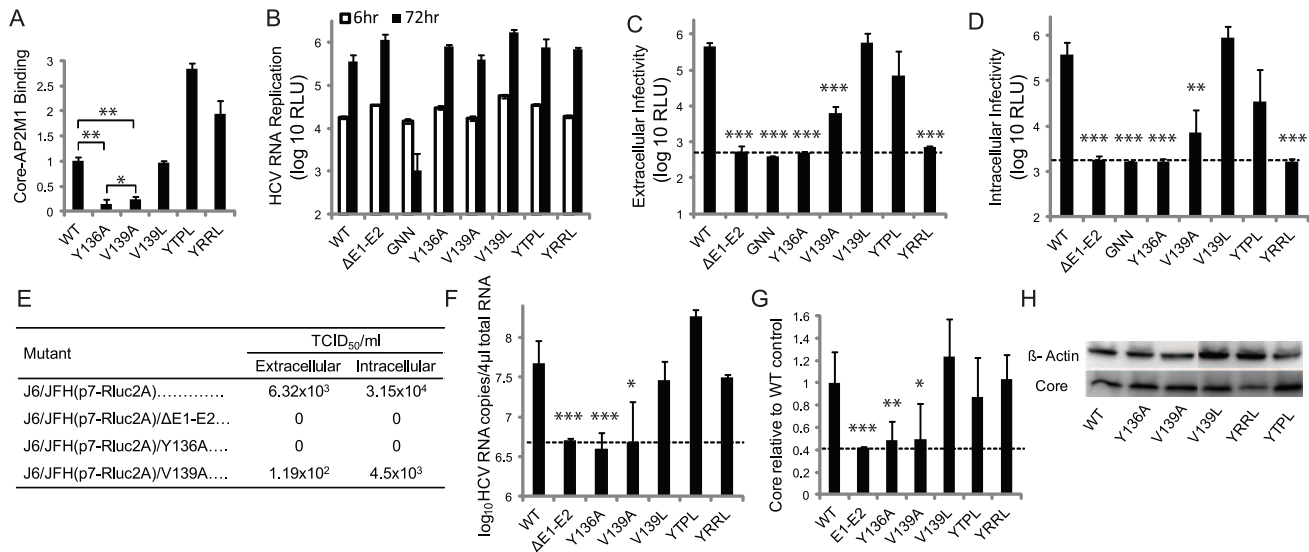 A
Core-AP2M1 Binding
3
2.5
2
1.5
1
0.5
0
**
**
*
WT
Y136A
V139A
V139L
YTPL
YRRL
B
6hr
72hr
HCV RNA Replication
(log 10 RLU)
6
5
4
3
2
WT
ΔE1-E2
GNN
Y136A
V139A
V139L
YTPL
YRRL
C
Extracellular Infectivity
(log 10 RLU)
6
5
4
3
2
1
***
***
***
***
***
WT
ΔE1-E2
GNN
Y136A
V139A
V139L
YTPL
YRRL
D
Intracellular Infectivity
(log 10 RLU)
6
5
4
3
2
***
***
***
**
***
WT
ΔE1-E2
GNN
Y136A
V139A
V139L
YTPL
YRRL
E
TCID50/ml
Mutant
Extracellular Intracellular
J6/JFH(p7-Rluc2A)............ 6.32x10³ 3.15x10⁴
J6/JFH(p7-Rluc2A)/ΔE1-E2... 0 0
J6/JFH(p7-Rluc2A)/Y136A.... 0 0
J6/JFH(p7-Rluc2A)/V139A.... 1.19x10² 4.5x10³
F
log10HCV RNA copies/4µl total RNA
8.5
8
7.5
7
6.5
6
***
***
*
WT
ΔE1-E2
Y136A
V139A
V139L
YTPL
YRRL
G
Core relative to WT control
1.6
1.4
1.2
1
0.8
0.6
0.4
0.2
0
***
**
*
WT
E1-E2
Y136A
V139A
V139L
YTPL
YRRL
H
ß- Actin
Core
WT
Y136A
V139A
V139L
YRRL
YTPL